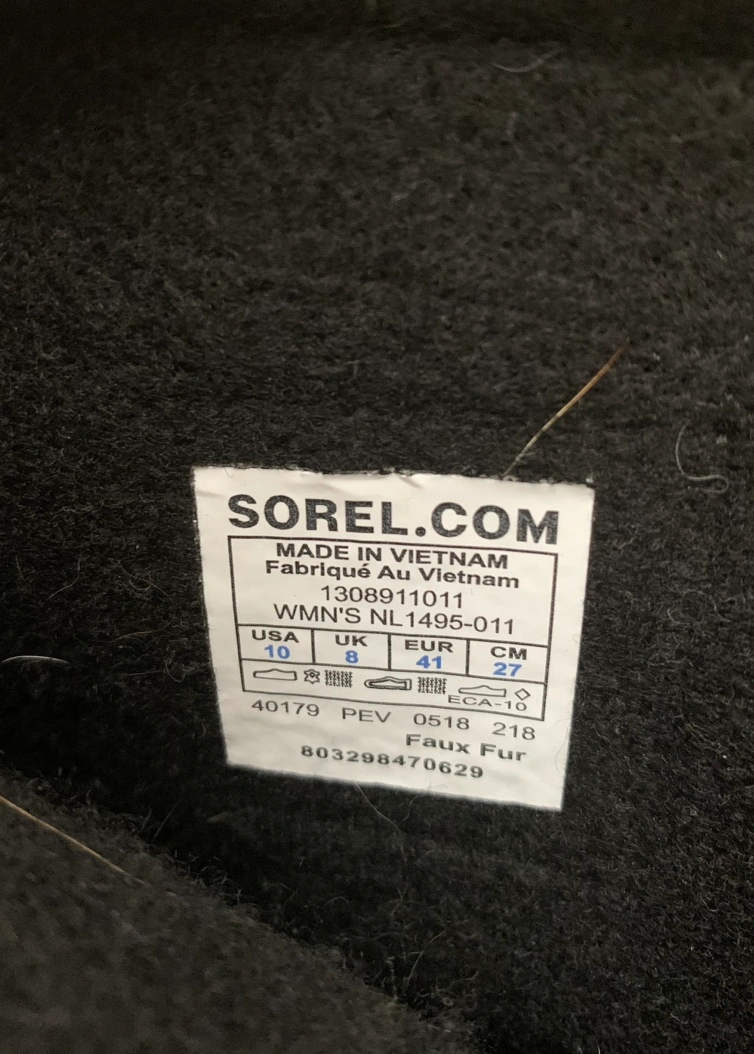 SOREL.COM
MADE IN VIETNAM
Fabriqué Au Vietnam
1308911011
WMN'S NL1495-011
USA UK EUR CM
10 8 41 27
ECA-10
40179 PEV 0518 218
Faux Fur
803298470629